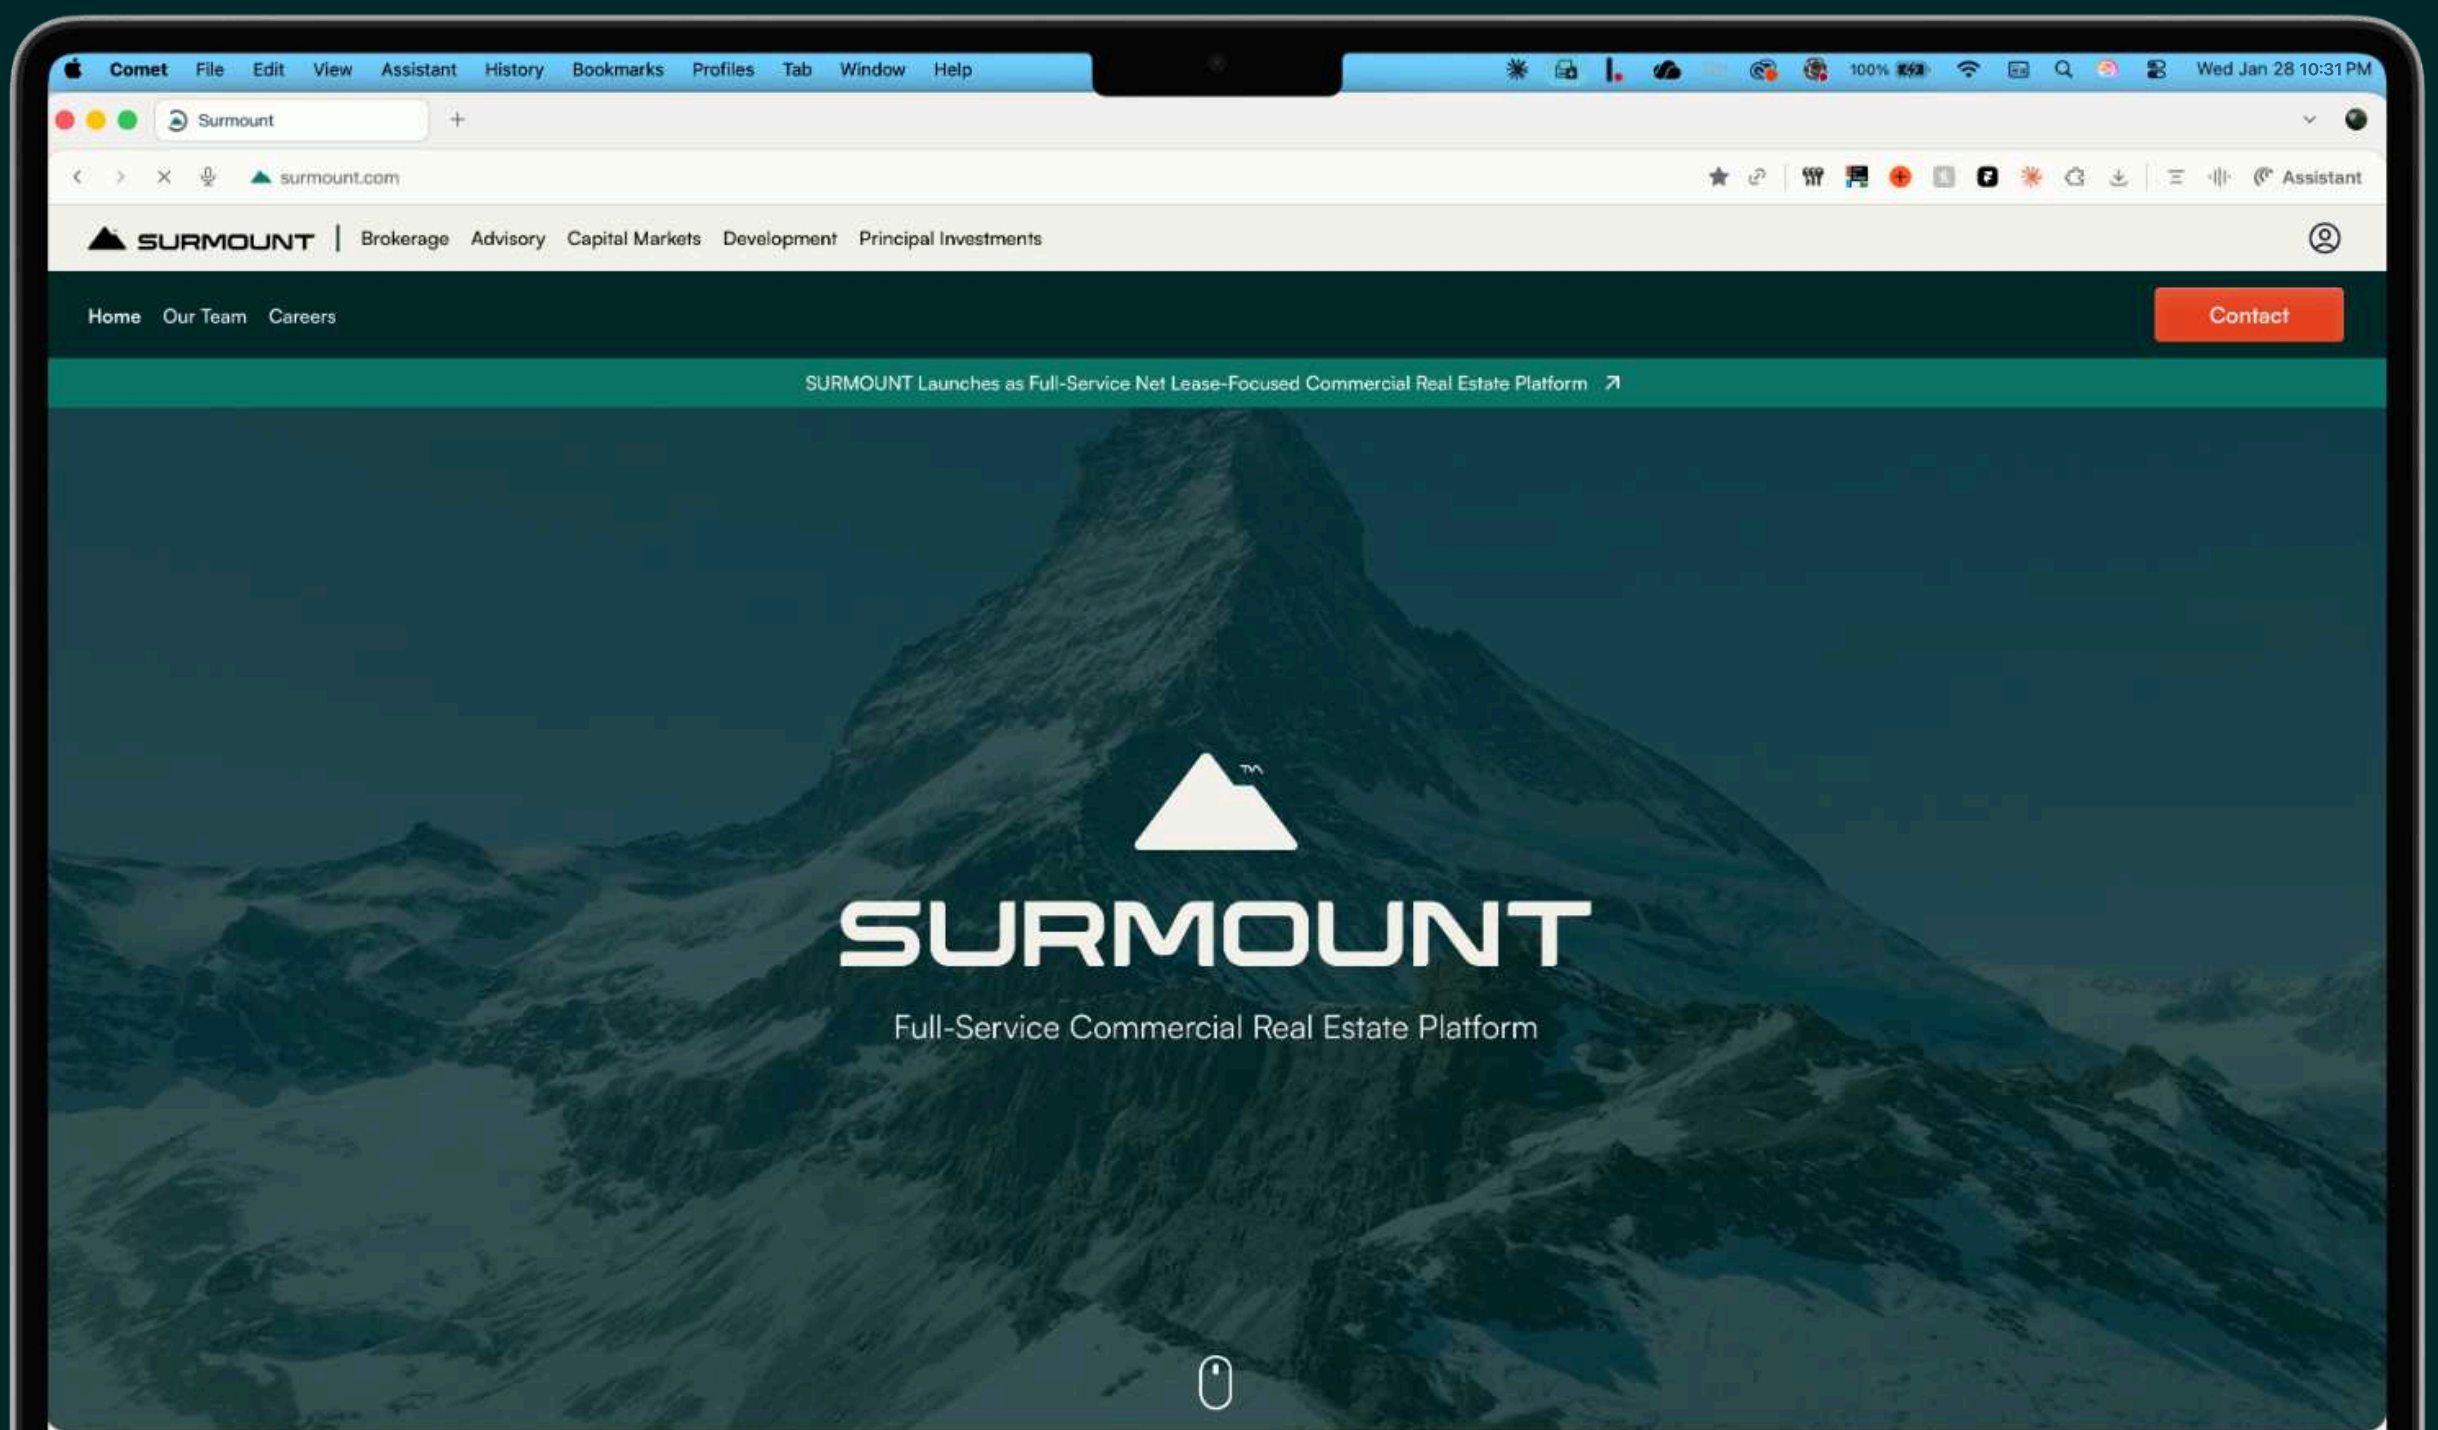 Comet File Edit View Assistant History Bookmarks Profiles Tab Window Help 100% Wed Jan 28 10:31 PM
Surmount
surmount.com Assistant
SURMOUNT | Brokerage Advisory Capital Markets Development Principal Investments
Home Our Team Careers Contact
SURMOUNT Launches as Full-Service Net Lease-Focused Commercial Real Estate Platform
TM
SURMOUNT
Full-Service Commercial Real Estate Platform